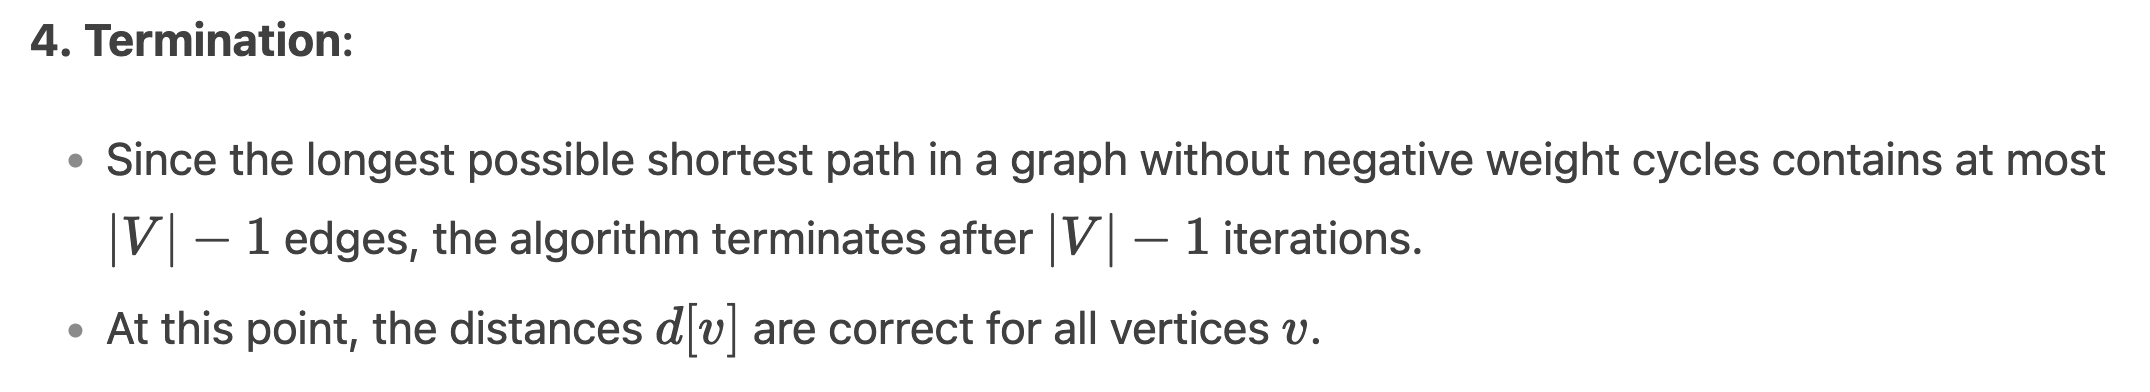 4. Termination:
• Since the longest possible shortest path in a graph without negative weight cycles contains at most
|V| − 1 edges, the algorithm terminates after |V| − 1 iterations.
• At this point, the distances d[v] are correct for all vertices v.